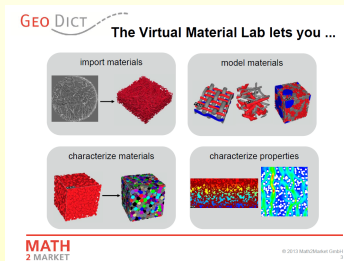 GEO DICT
The Virtual Material Lab lets you ...
import materials
model materials
characterize materials
characterize properties
MATH
2 MARKET
© 2013 Math2Market GmbH
3